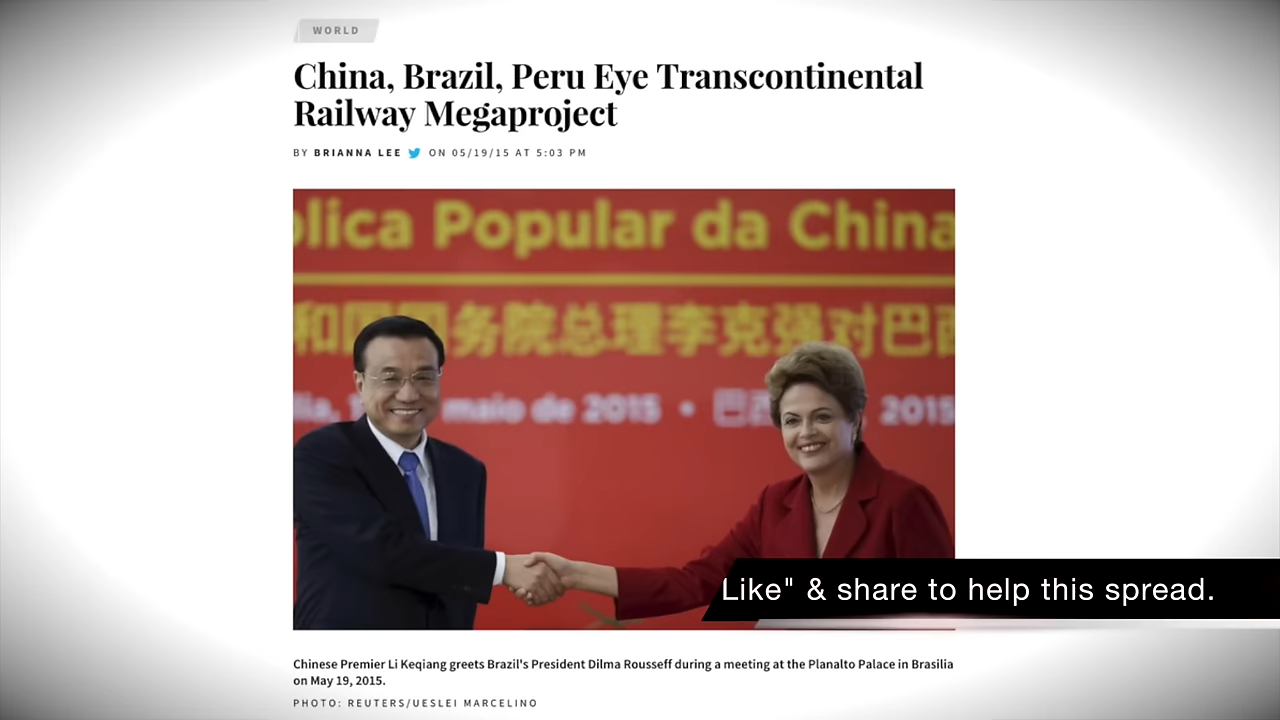 WORLD
China, Brazil, Peru Eye Transcontinental
Railway Megaproject
BY BRIANNA LEE ON 05/19/15 AT 5:03 PM
blica Popular da China
和国国务院总理李克强对巴西
maio de 2015 • 2015
Like" & share to help this spread.
Chinese Premier Li Keqiang greets Brazil's President Dilma Rousseff during a meeting at the Planalto Palace in Brasilia
on May 19, 2015.
PHOTO: REUTERS/UESLEI MARCELINO